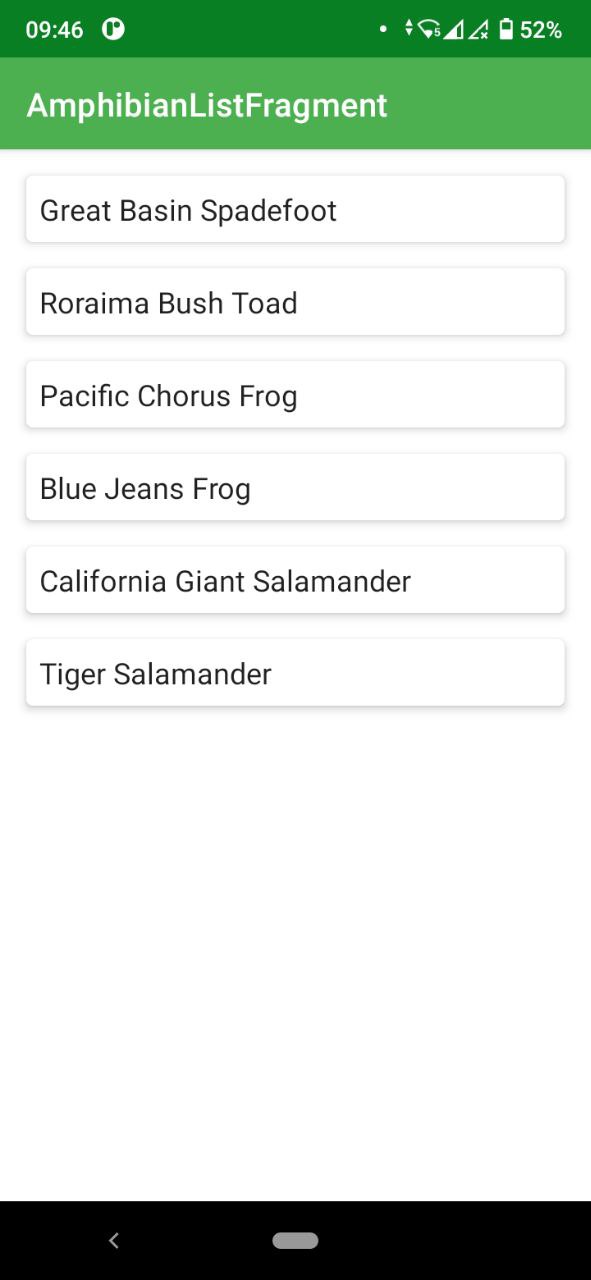 09:46
5
52%
AmphibianListFragment
Great Basin Spadefoot
Roraima Bush Toad
Pacific Chorus Frog
Blue Jeans Frog
California Giant Salamander
Tiger Salamander